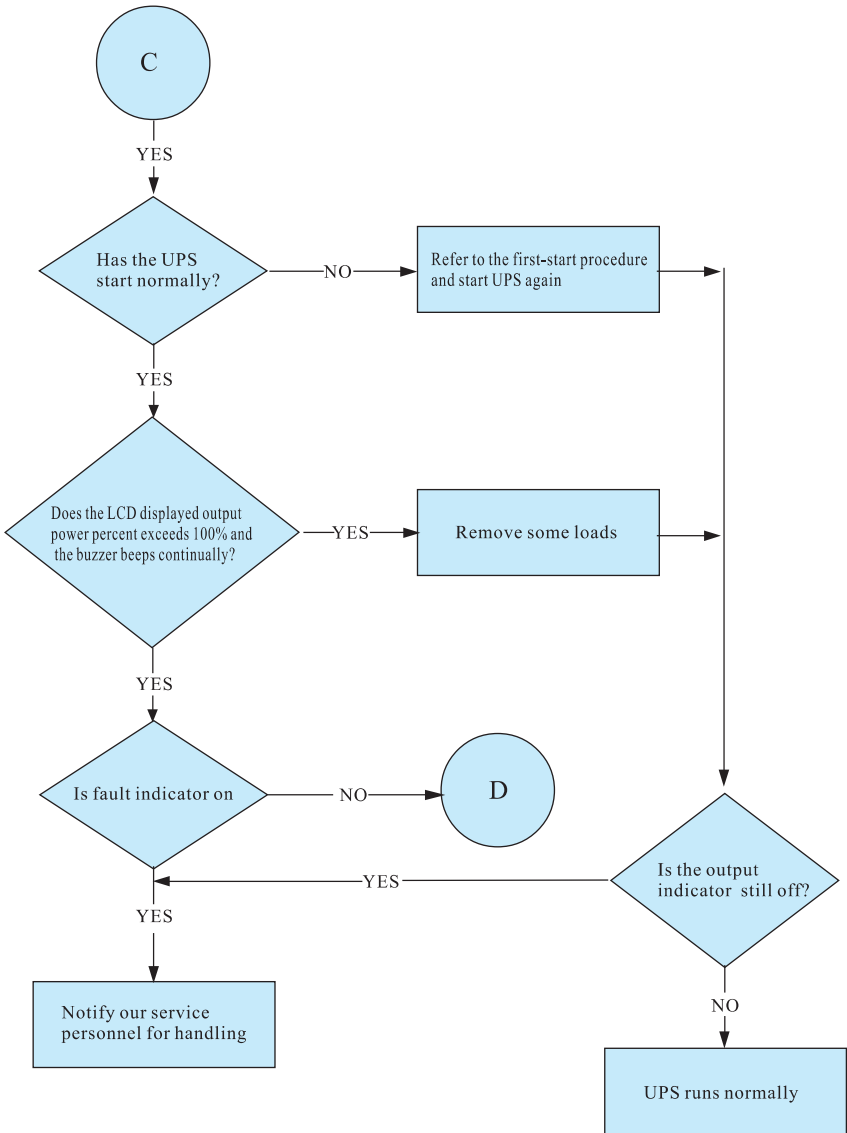 C
YES
Has the UPS
start normally?
NO
Refer to the first-start procedure
and start UPS again
YES
Does the LCD displayed output
power percent exceeds 100% and
the buzzer beeps continually?
YES
Remove some loads
YES
Is fault indicator on
NO
D
Is the output
indicator still off?
YES
YES
Notify our service
personnel for handling
NO
UPS runs normally